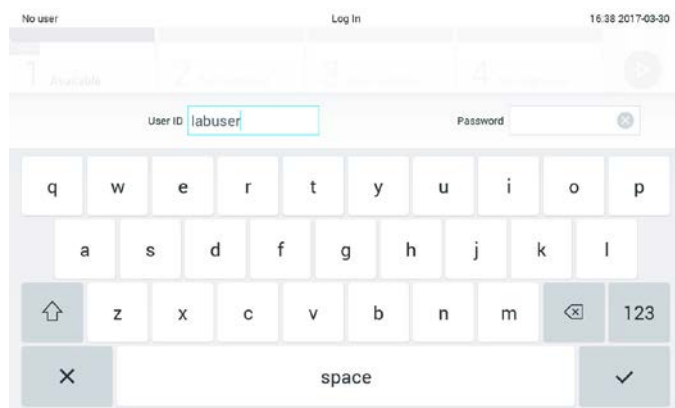 No user Log In 16:38 2017-03-30
1 Available 2 3 4
User ID labuser Password
q w e r t y u i o p
a s d f g h j k l
z x c v b n m 123
space